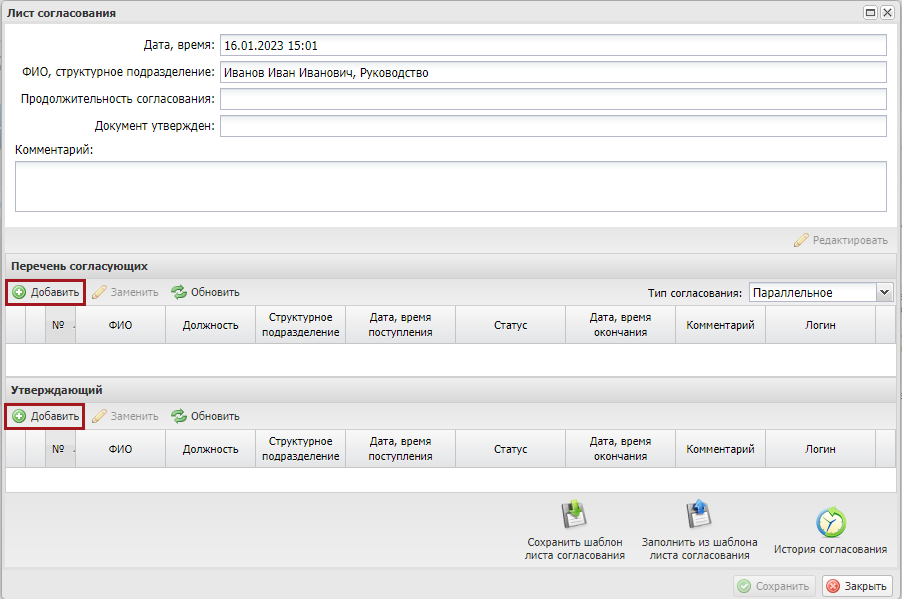 Лист согласования
Дата, время: 16.01.2023 15:01
ФИО, структурное подразделение: Иванов Иван Иванович, Руководство
Продолжительность согласования:
Документ утвержден:
Комментарий:
Редактировать
Перечень согласующих
Добавить Заменить Обновить Тип согласования: Параллельное
№ ФИО Должность Структурное подразделение Дата, время поступления Статус Дата, время окончания Комментарий Логин
Утверждающий
Добавить Заменить Обновить
№ ФИО Должность Структурное подразделение Дата, время поступления Статус Дата, время окончания Комментарий Логин
Сохранить шаблон листа согласования
Заполнить из шаблона листа согласования
История согласования
Сохранить Закрыть